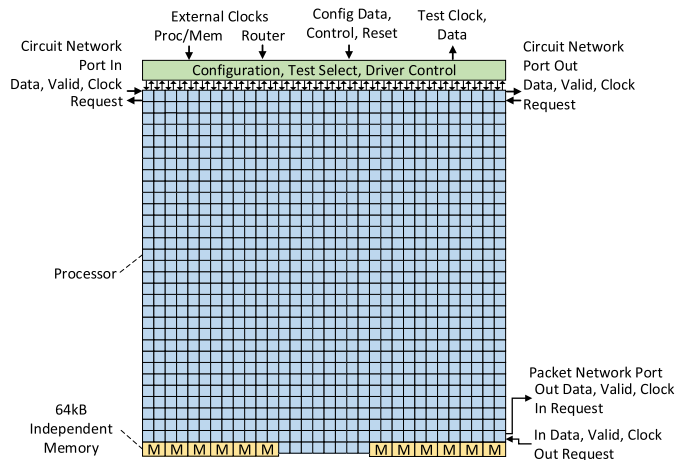 External Clocks
Proc/Mem Router
Config Data,
Control, Reset
Test Clock,
Data
Circuit Network
Port In
Data, Valid, Clock
Request
Configuration, Test Select, Driver Control
Circuit Network
Port Out
Data, Valid, Clock
Request
Processor
64kB
Independent
Memory
M M M M M M
M M M M M M
Packet Network Port
Out Data, Valid, Clock
In Request
In Data, Valid, Clock
Out Request